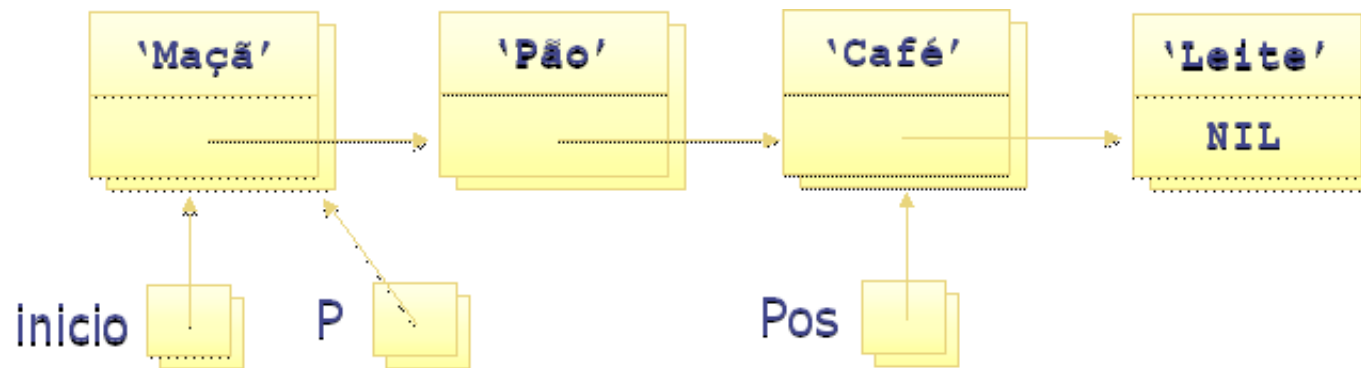 ‘Maçã’ ‘Pão’ ‘Café’ ‘Leite’
NIL
inicio P Pos